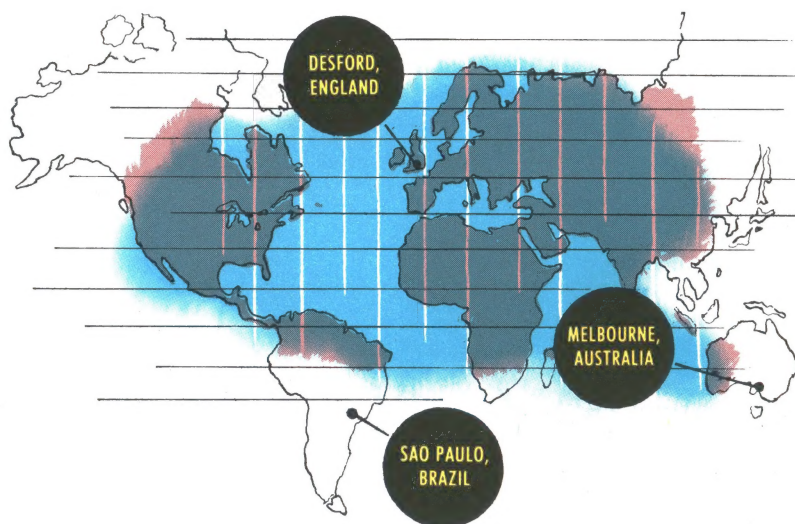 DESFORD,
ENGLAND
MELBOURNE,
AUSTRALIA
SAO PAULO,
BRAZIL